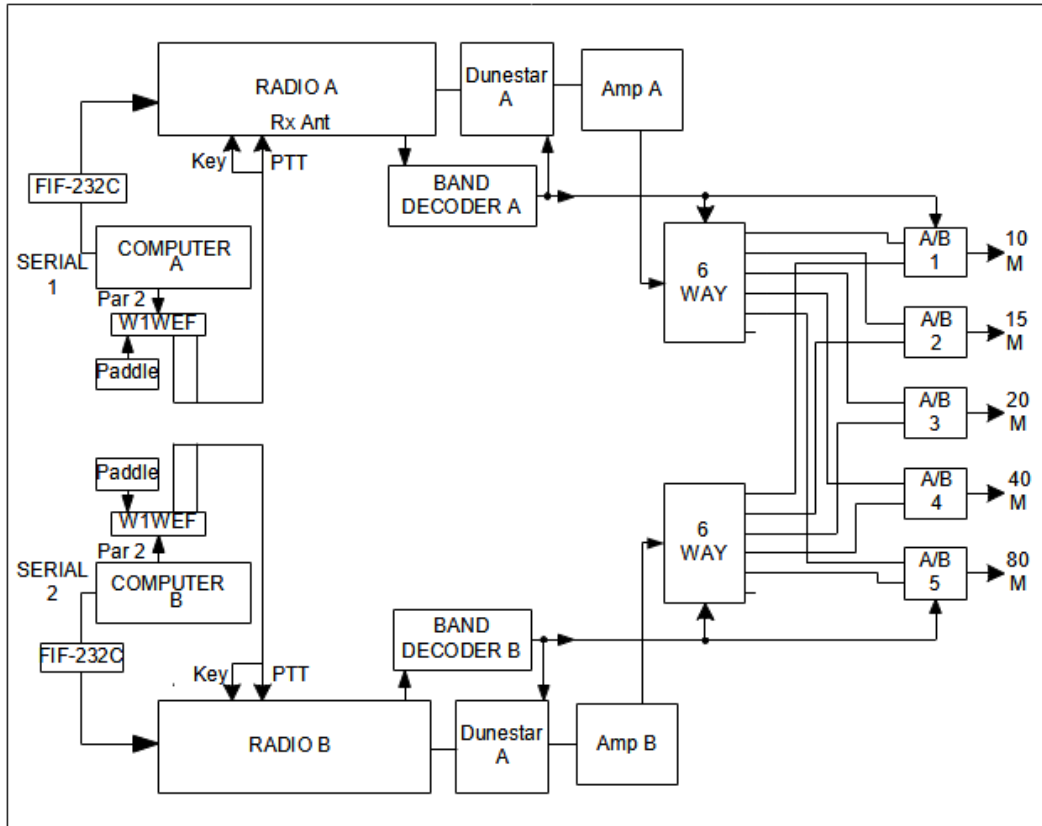 RADIO A
Rx Ant
Dunestar
A
Amp A
Key
PTT
FIF-232C
BAND
DECODER A
COMPUTER
A
SERIAL
1
Par 2
W1WEF
Paddle
6
WAY
A/B
1
10
M
A/B
2
15
M
A/B
3
20
M
A/B
4
40
M
A/B
5
80
M
Paddle
W1WEF
Par 2
SERIAL
2
COMPUTER
B
6
WAY
FIF-232C
BAND
DECODER B
Key
PTT
RADIO B
Dunestar
A
Amp B